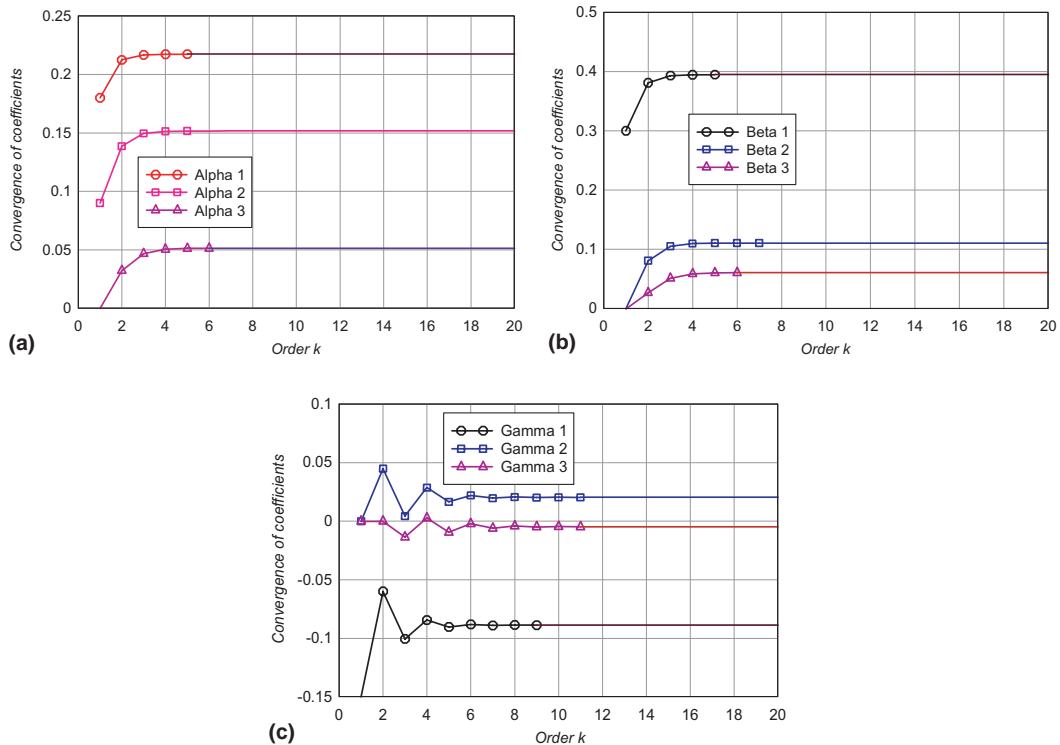 0.25
0.2
0.15
0.1
0.05
0
Convergence of coefficients
Alpha 1
Alpha 2
Alpha 3
0 2 4 6 8 10 12 14 16 18 20
Order k
(a)
0.5
0.4
0.3
0.2
0.1
0
Convergence of coefficients
Beta 1
Beta 2
Beta 3
0 2 4 6 8 10 12 14 16 18 20
Order k
(b)
0.1
0.05
0
-0.05
-0.1
-0.15
Convergence of coefficients
Gamma 1
Gamma 2
Gamma 3
0 2 4 6 8 10 12 14 16 18 20
Order k
(c)